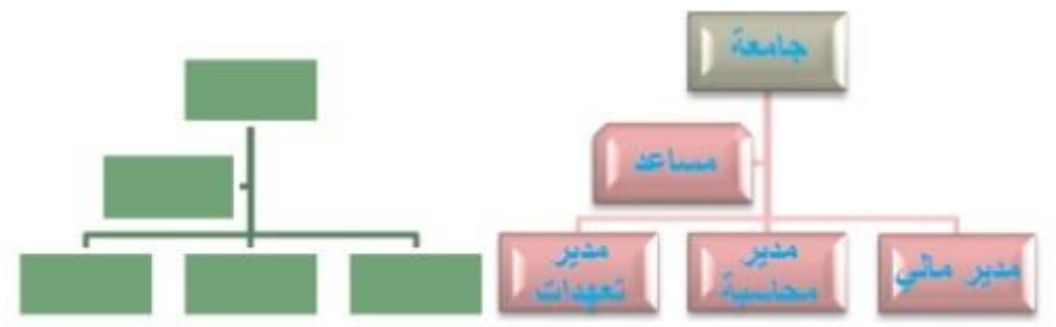 جامعة
مساعد
مدير مالي
مدير
محاسبة
مدير
تعهدات